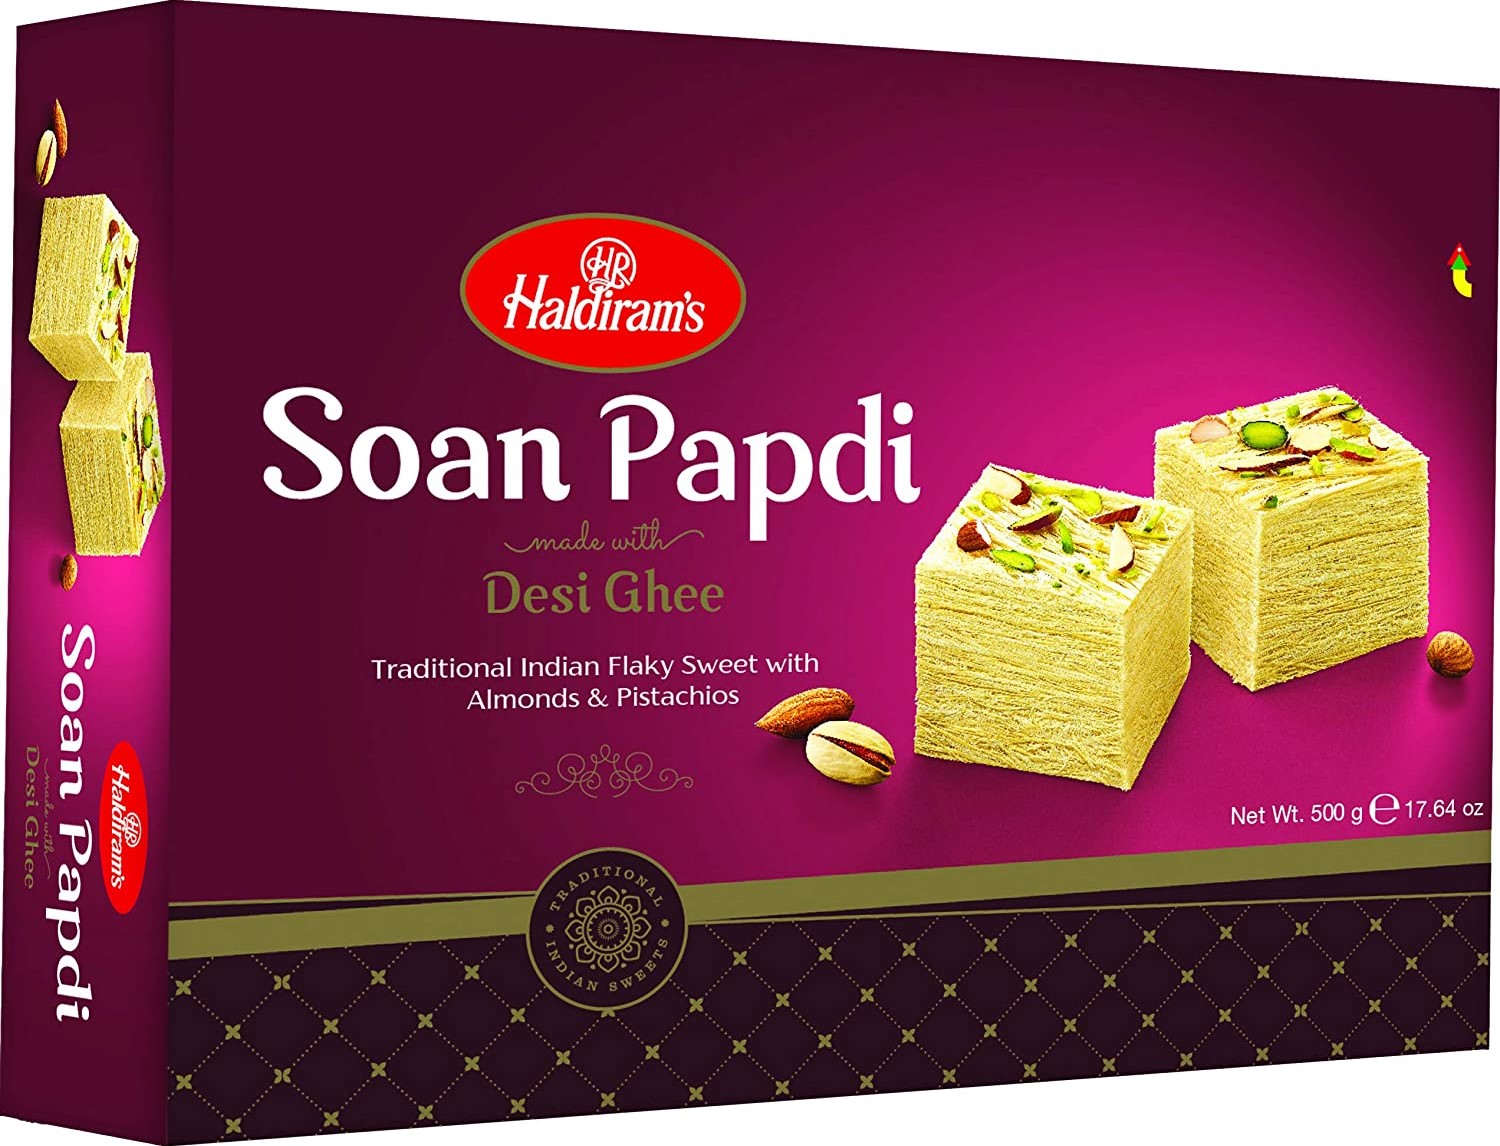 HR
Haldiram's
Soan Papdi
made with
Desi Ghee
Traditional Indian Flaky Sweet with
Almonds & Pistachios
Net Wt. 500 g ℮ 17.64 oz
TRADITIONAL
INDIAN SWEETS
Soan Papdi
made with
Desi Ghee
HR
Haldiram's